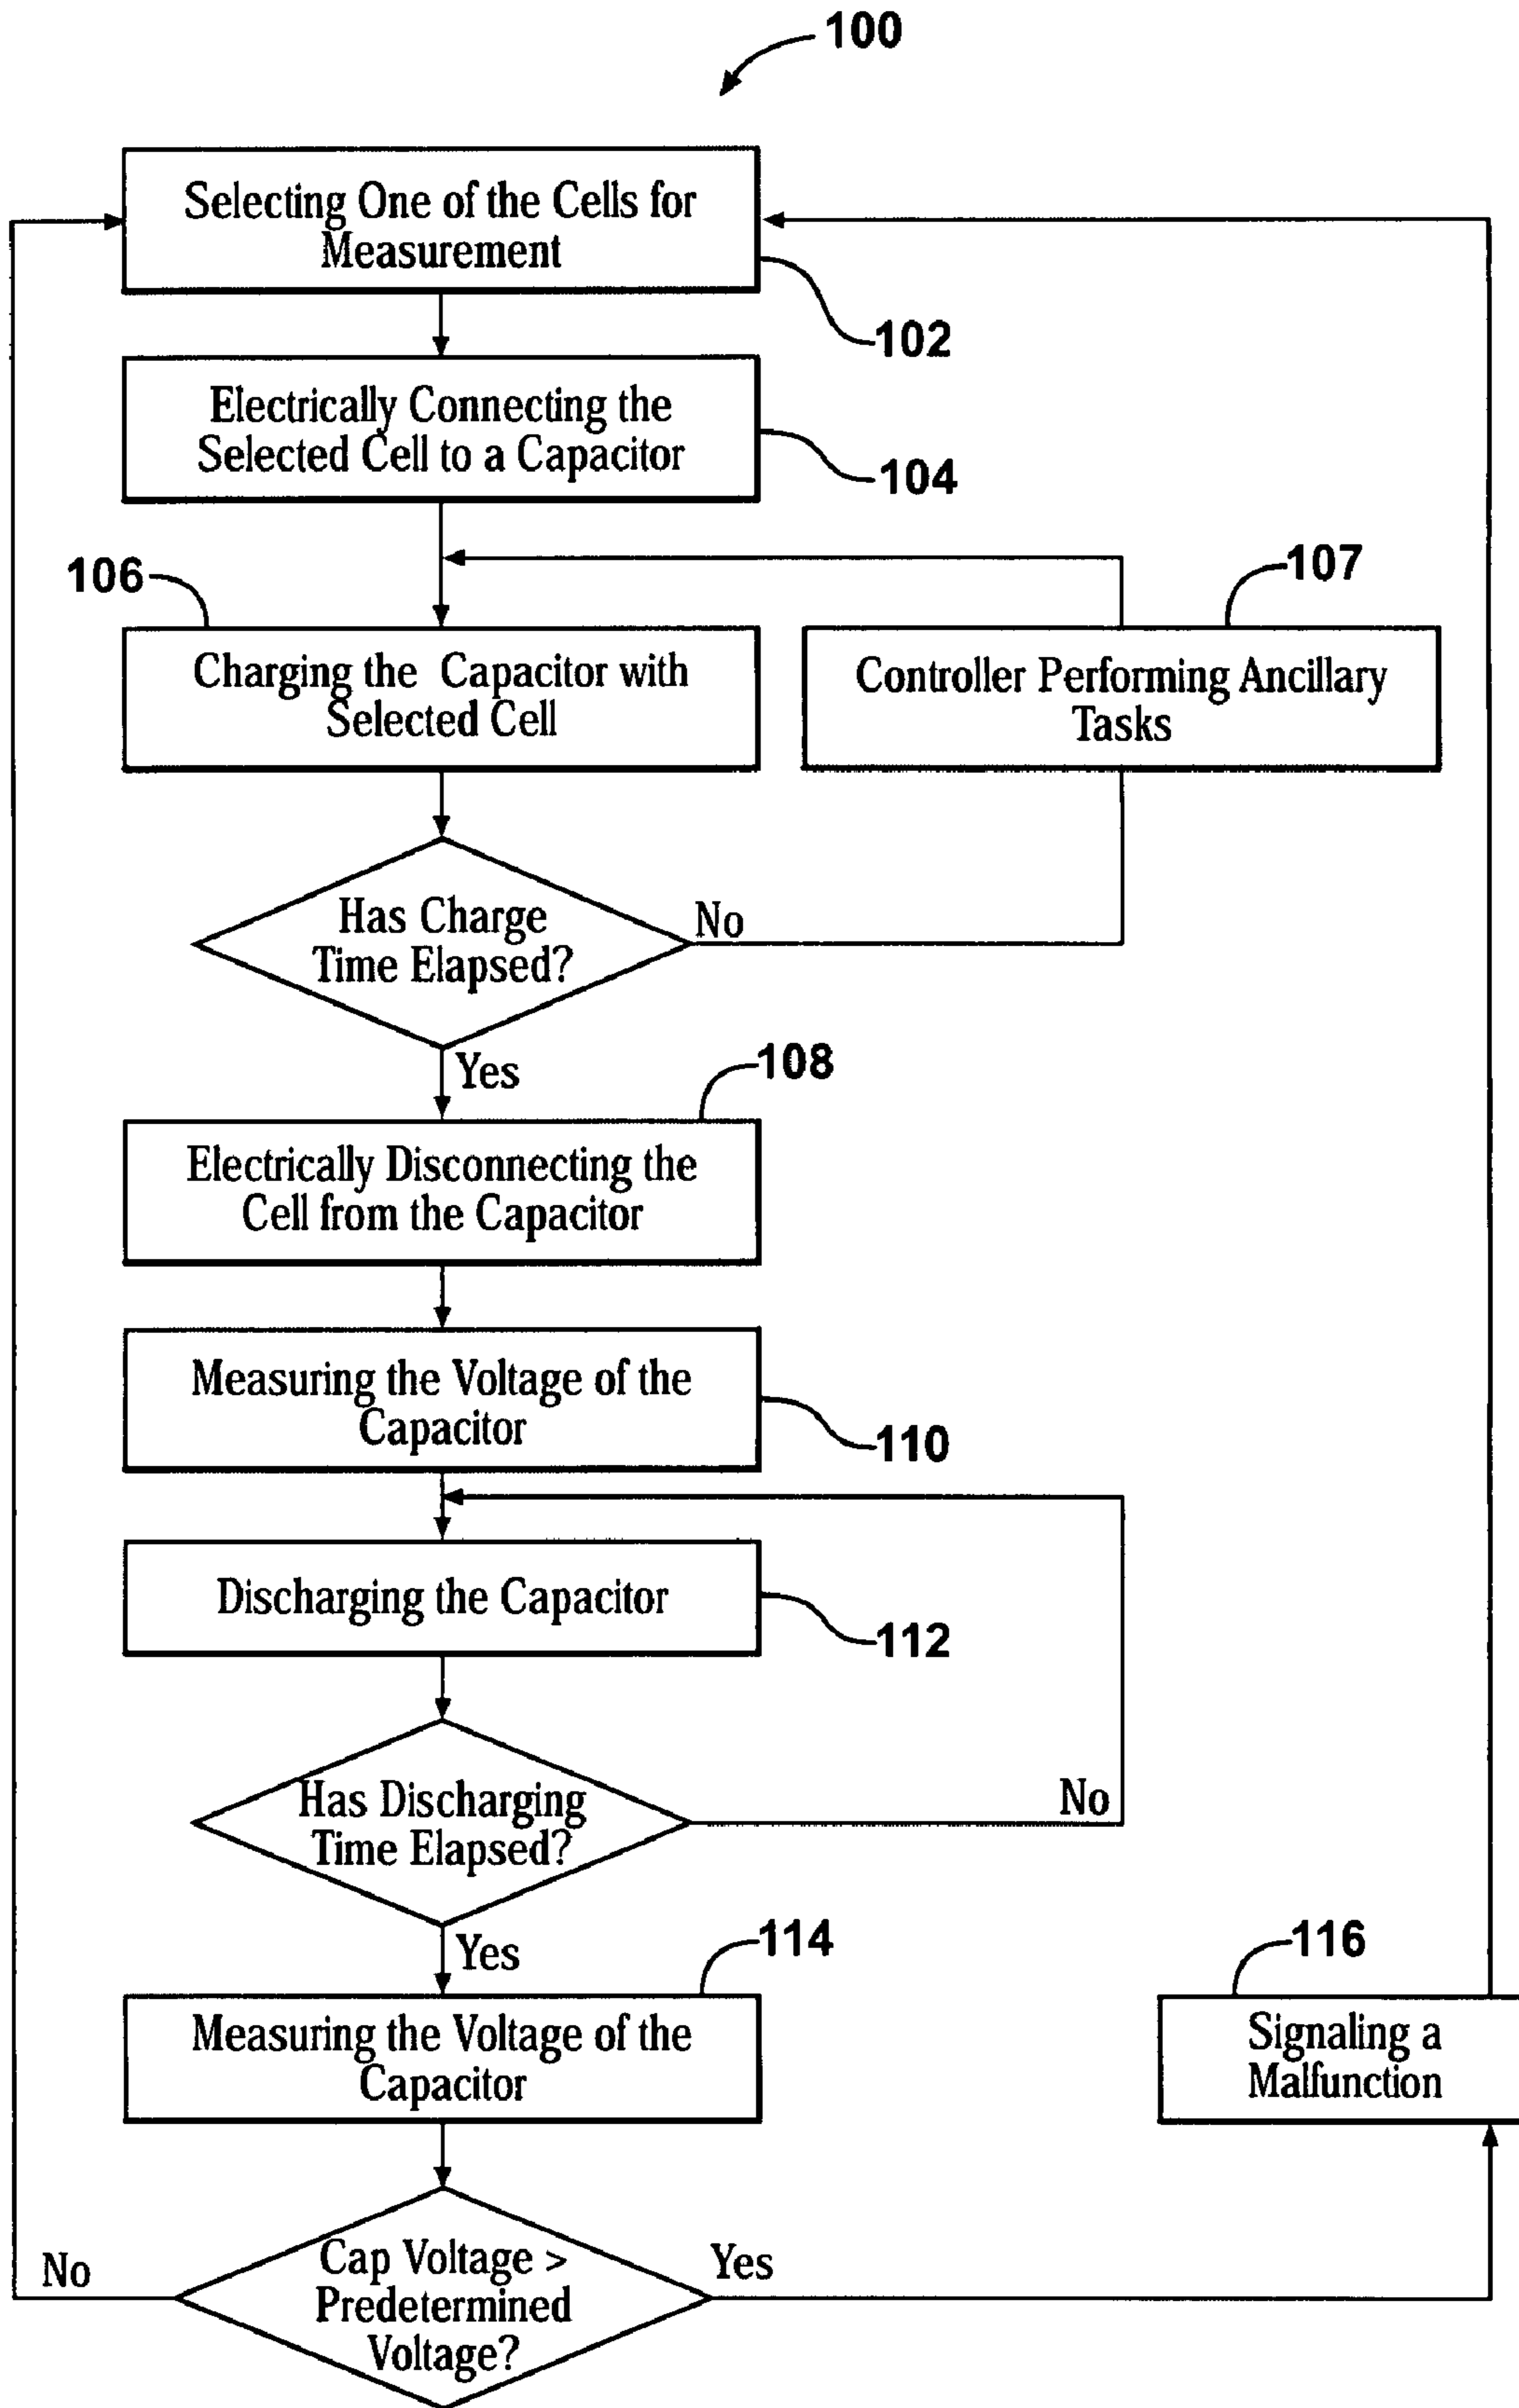 100
Selecting One of the Cells for
Measurement
102
Electrically Connecting the
Selected Cell to a Capacitor
104
106
107
Charging the Capacitor with
Selected Cell
Controller Performing Ancillary
Tasks
Has Charge
Time Elapsed?
No
Yes
108
Electrically Disconnecting the
Cell from the Capacitor
Measuring the Voltage of the
Capacitor
110
Discharging the Capacitor
112
Has Discharging
Time Elapsed?
No
Yes
114
116
Measuring the Voltage of the
Capacitor
Signaling a
Malfunction
Cap Voltage >
Predetermined
Voltage?
No
Yes